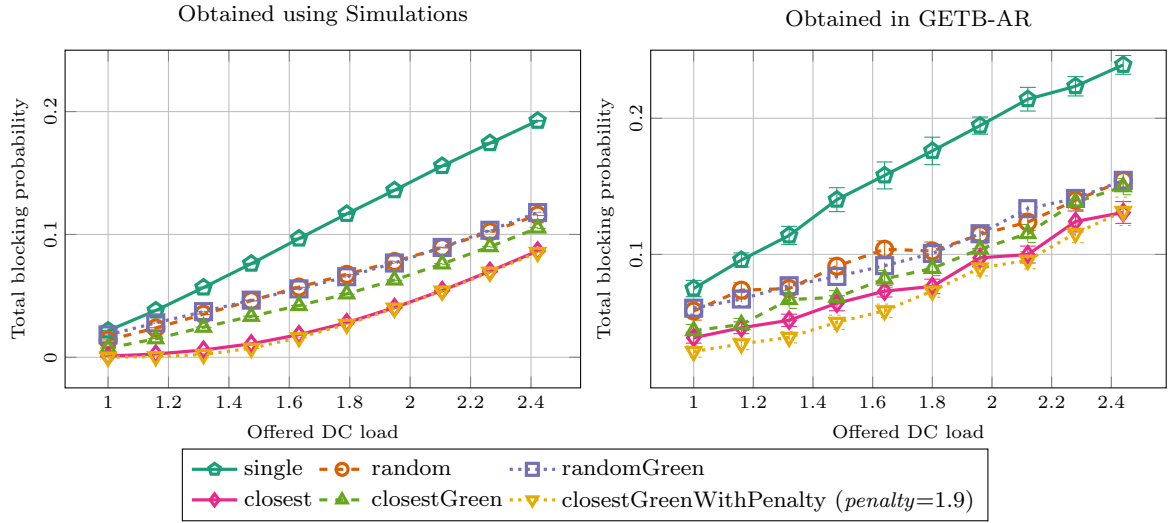 Obtained using Simulations
Total blocking probability
0.2
0.1
0
1 1.2 1.4 1.6 1.8 2 2.2 2.4
Offered DC load
Obtained in GETB-AR
Total blocking probability
0.2
0.1
1 1.2 1.4 1.6 1.8 2 2.2 2.4
Offered DC load
single random randomGreen
closest closestGreen closestGreenWithPenalty (penalty=1.9)